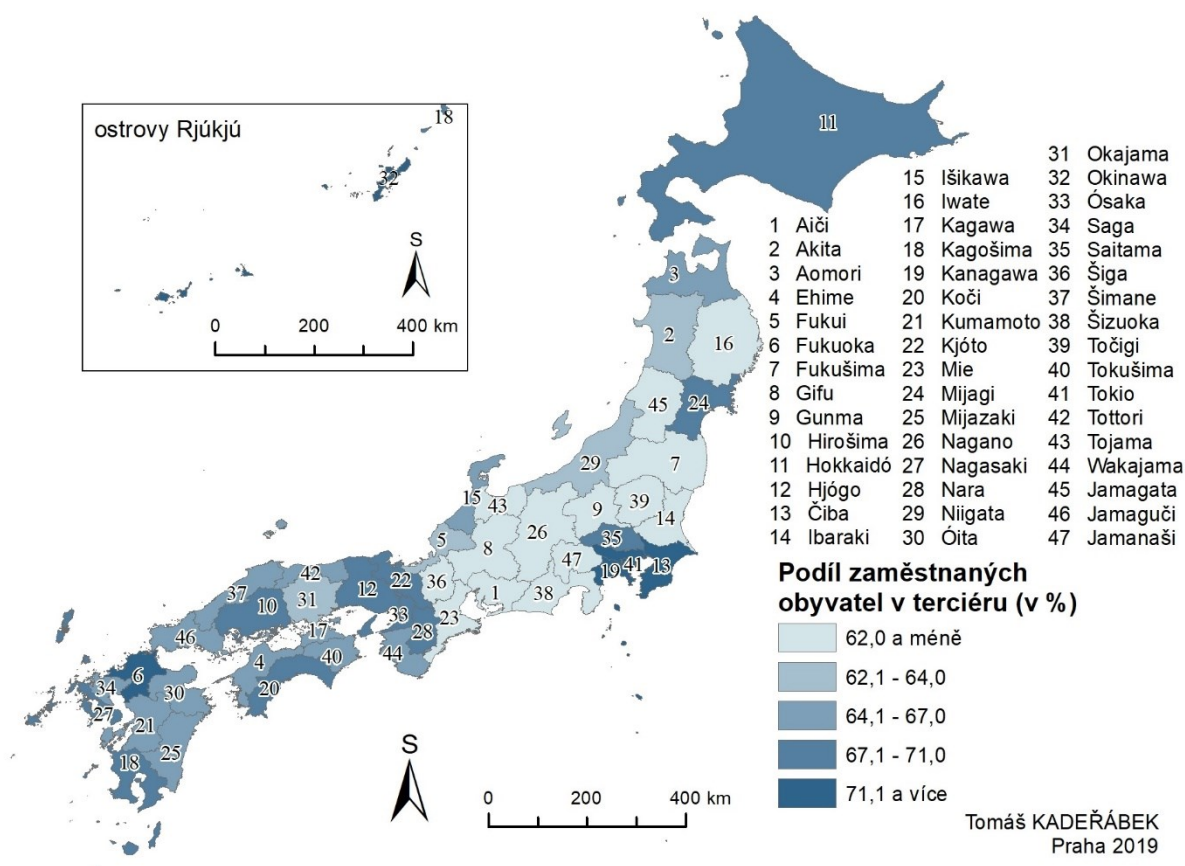 ostrovy Rjúkjú
18
32
S
0 200 400 km
11
3
2
16
45
24
29
7
15
43
9
39
14
26
5
8
35
47
41
13
19
36
1
38
42
12
22
37
10
31
33
23
28
17
46
4
40
44
6
20
34
30
27
21
25
18
S
0 200 400 km
1 Aiči
2 Akita
3 Aomori
4 Ehime
5 Fukui
6 Fukuoka
7 Fukušima
8 Gifu
9 Gunma
10 Hirošima
11 Hokkaidó
12 Hjógo
13 Čiba
14 Ibaraki
15 Išikawa
16 Iwate
17 Kagawa
18 Kagošima
19 Kanagawa
20 Koči
21 Kumamoto
22 Kjóto
23 Mie
24 Mijagi
25 Mijazaki
26 Nagano
27 Nagasaki
28 Nara
29 Niigata
30 Óita
31 Okajama
32 Okinawa
33 Ósaka
34 Saga
35 Saitama
36 Šiga
37 Šimane
38 Šizuoka
39 Točigi
40 Tokušima
41 Tokio
42 Tottori
43 Tojama
44 Wakajama
45 Jamagata
46 Jamaguči
47 Jamanaši
Podíl zaměstnaných
obyvatel v terciéru (v %)
62,0 a méně
62,1 - 64,0
64,1 - 67,0
67,1 - 71,0
71,1 a více
Tomáš KADEŘÁBEK
Praha 2019